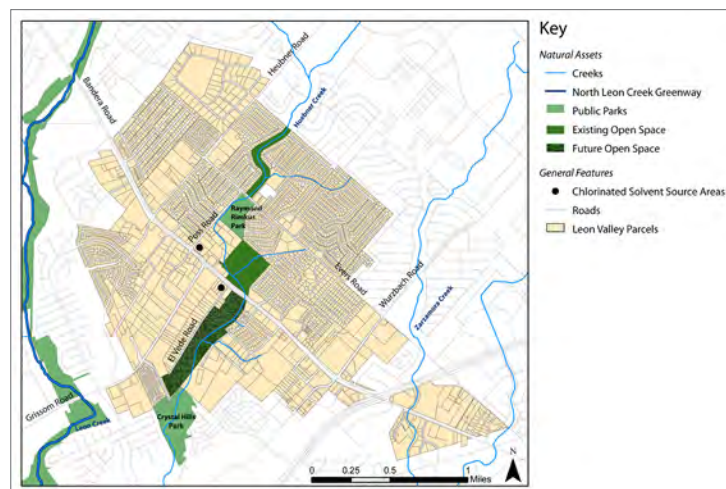 Key
Natural Assets
Creeks
North Leon Creek Greenway
Public Parks
Existing Open Space
Future Open Space
General Features
Chlorinated Solvent Source Areas
Roads
Leon Valley Parcels
Heubner Road
Bandera Road
Huebner Creek
Raymond
Rimkus
Park
Poss Road
Evers Road
Wurzbach Road
Zarzamora Creek
El Verde Road
Grissom Road
Leon Creek
Crystal Hills
Park
N
0 0.25 0.5 1
Miles